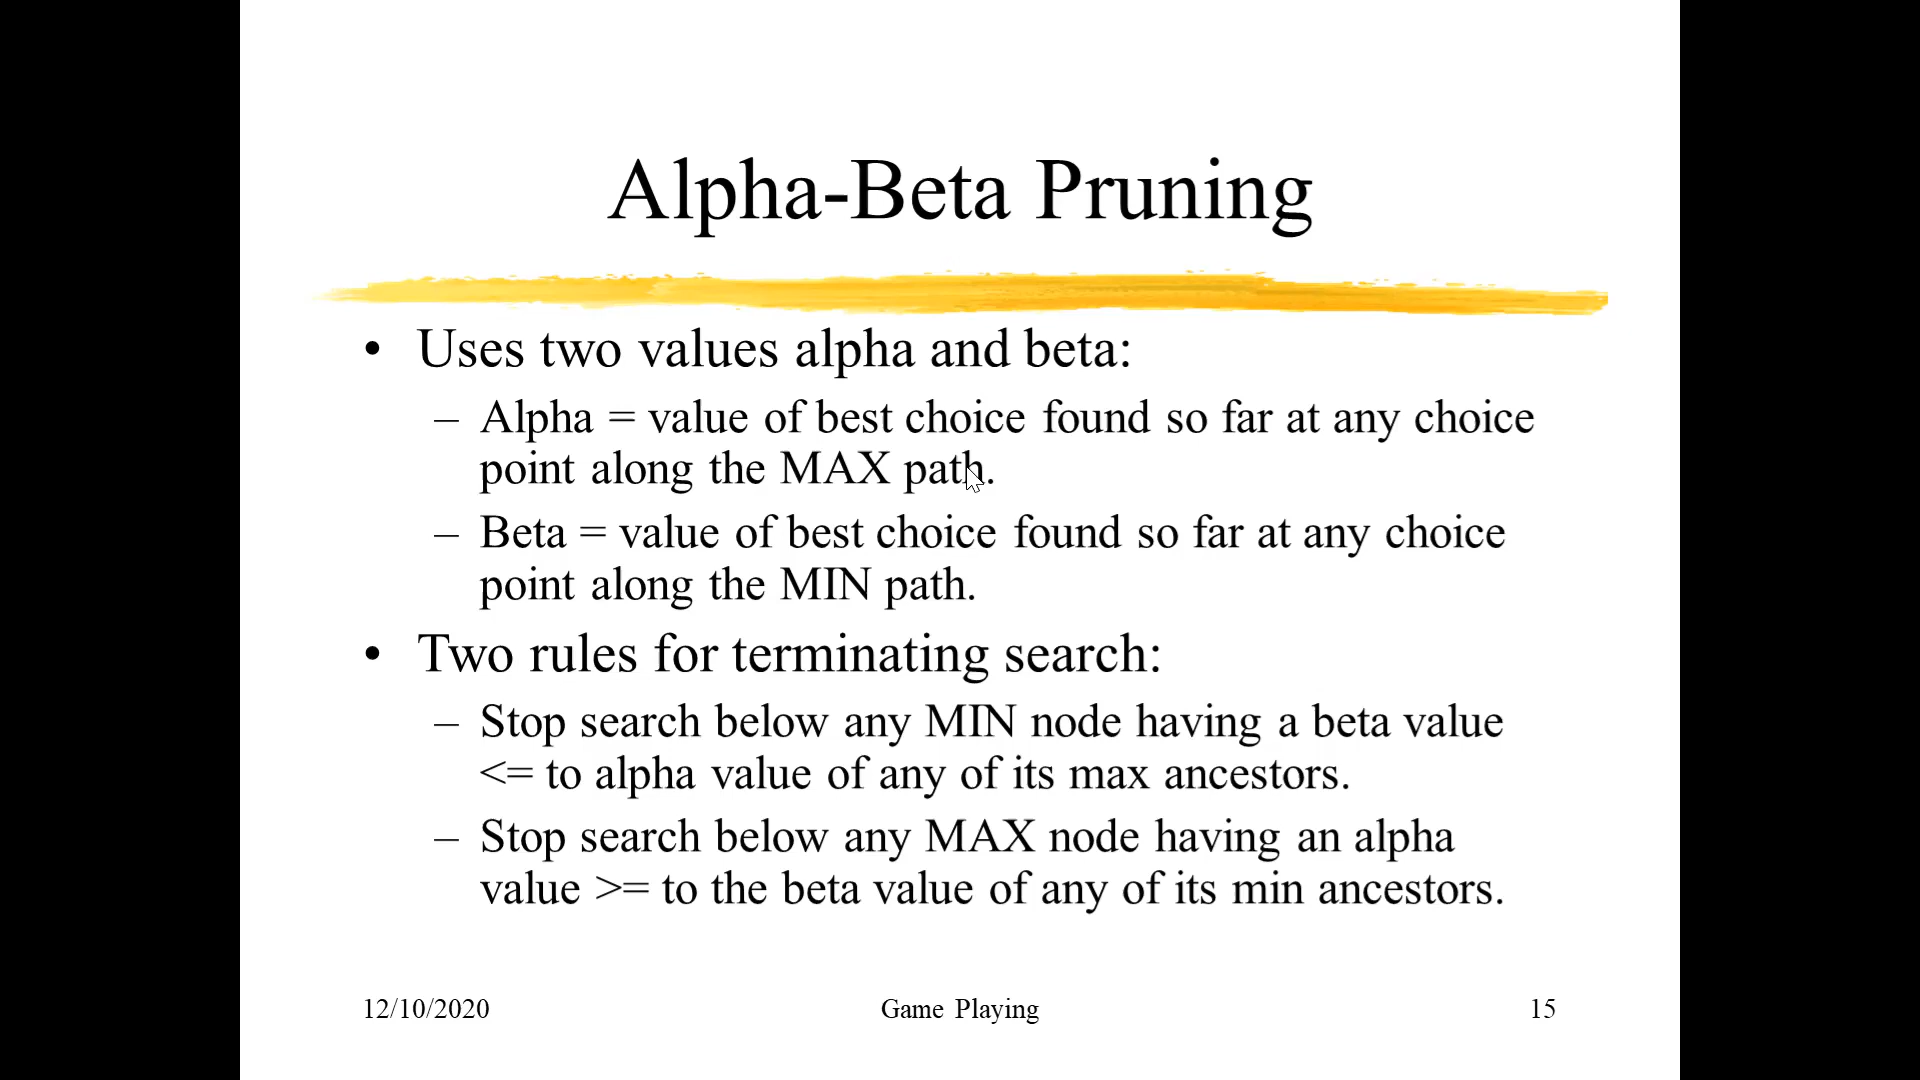 Alpha-Beta Pruning
• Uses two values alpha and beta:
– Alpha = value of best choice found so far at any choice
point along the MAX path.
– Beta = value of best choice found so far at any choice
point along the MIN path.
• Two rules for terminating search:
– Stop search below any MIN node having a beta value
<= to alpha value of any of its max ancestors.
– Stop search below any MAX node having an alpha
value >= to the beta value of any of its min ancestors.
12/10/2020 Game Playing 15